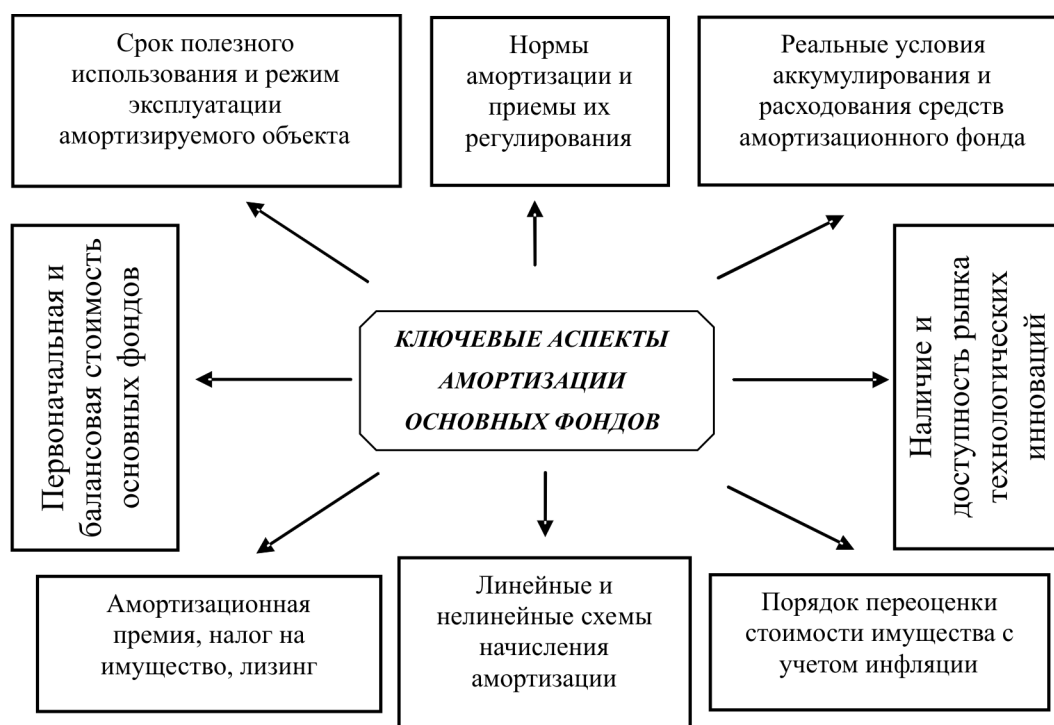 Срок полезного
использования и режим
эксплуатации
амортизируемого объекта
Нормы
амортизации и
приемы их
регулирования
Реальные условия
аккумулирования и
расходования средств
амортизационного фонда
Первоначальная и
балансовая стоимость
основных фондов
КЛЮЧЕВЫЕ АСПЕКТЫ
АМОРТИЗАЦИИ
ОСНОВНЫХ ФОНДОВ
Наличие и
доступность рынка
технологических
инноваций
Амортизационная
премия, налог на
имущество, лизинг
Линейные и
нелинейные схемы
начисления
амортизации
Порядок переоценки
стоимости имущества с
учетом инфляции